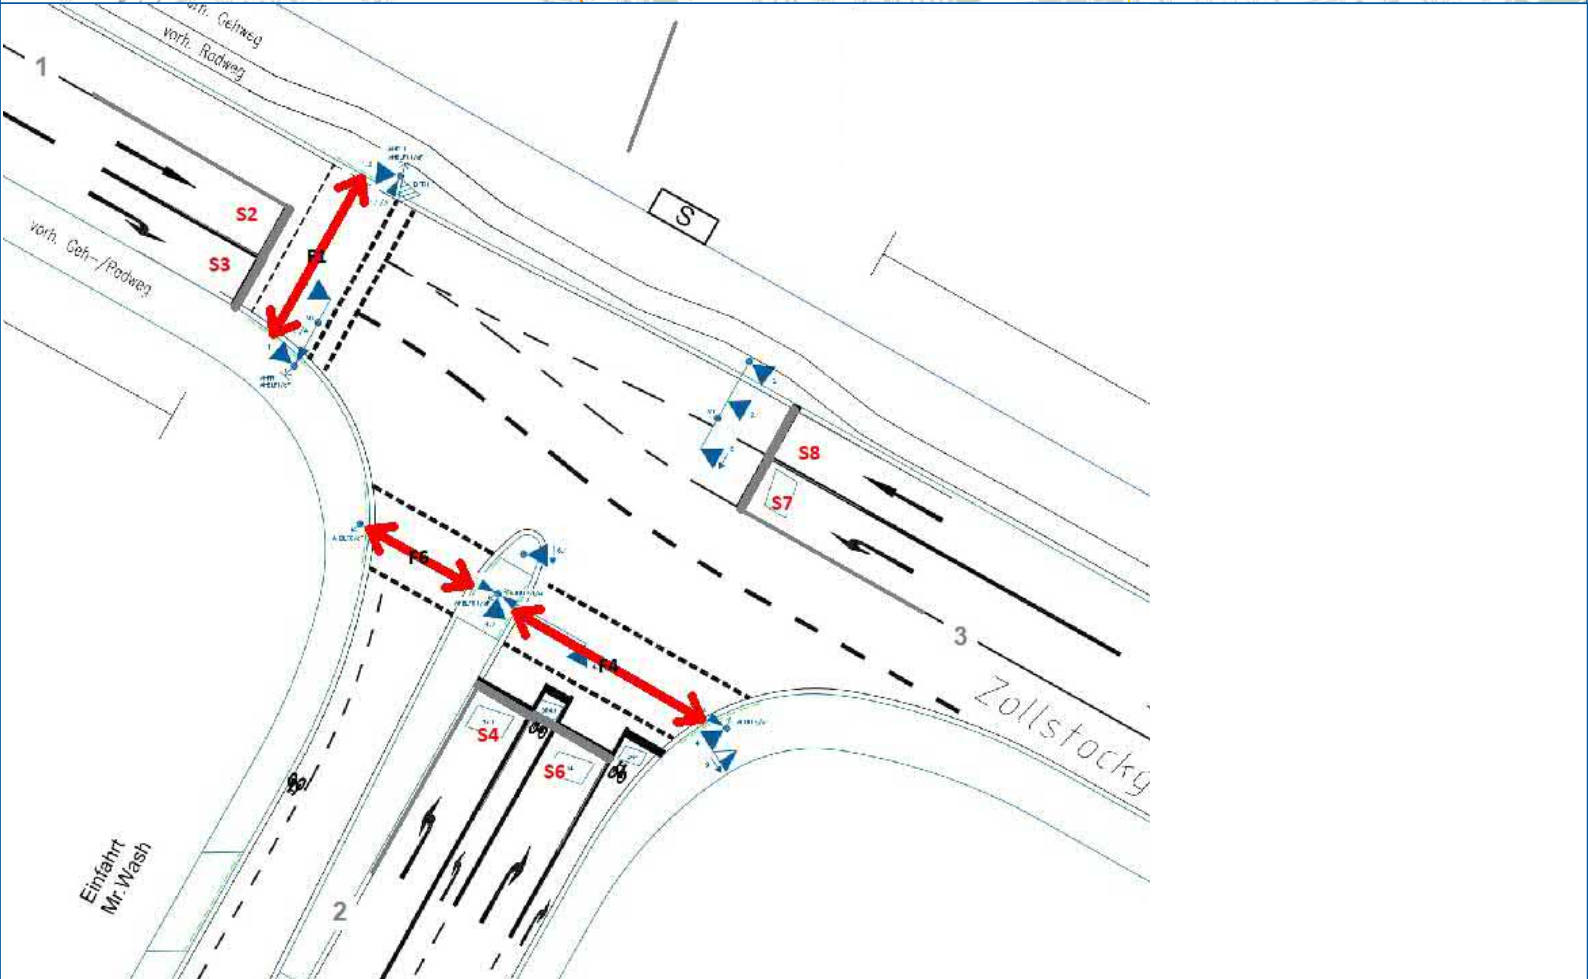 vorh. Gehweg
vorh. Radweg
1
S2
S3
F1
vorh. Geh-/Radweg
S
S8
S7
3
Zollstockg
F6
F4
S4
S6
2
Einfahrt
Mr.Wash